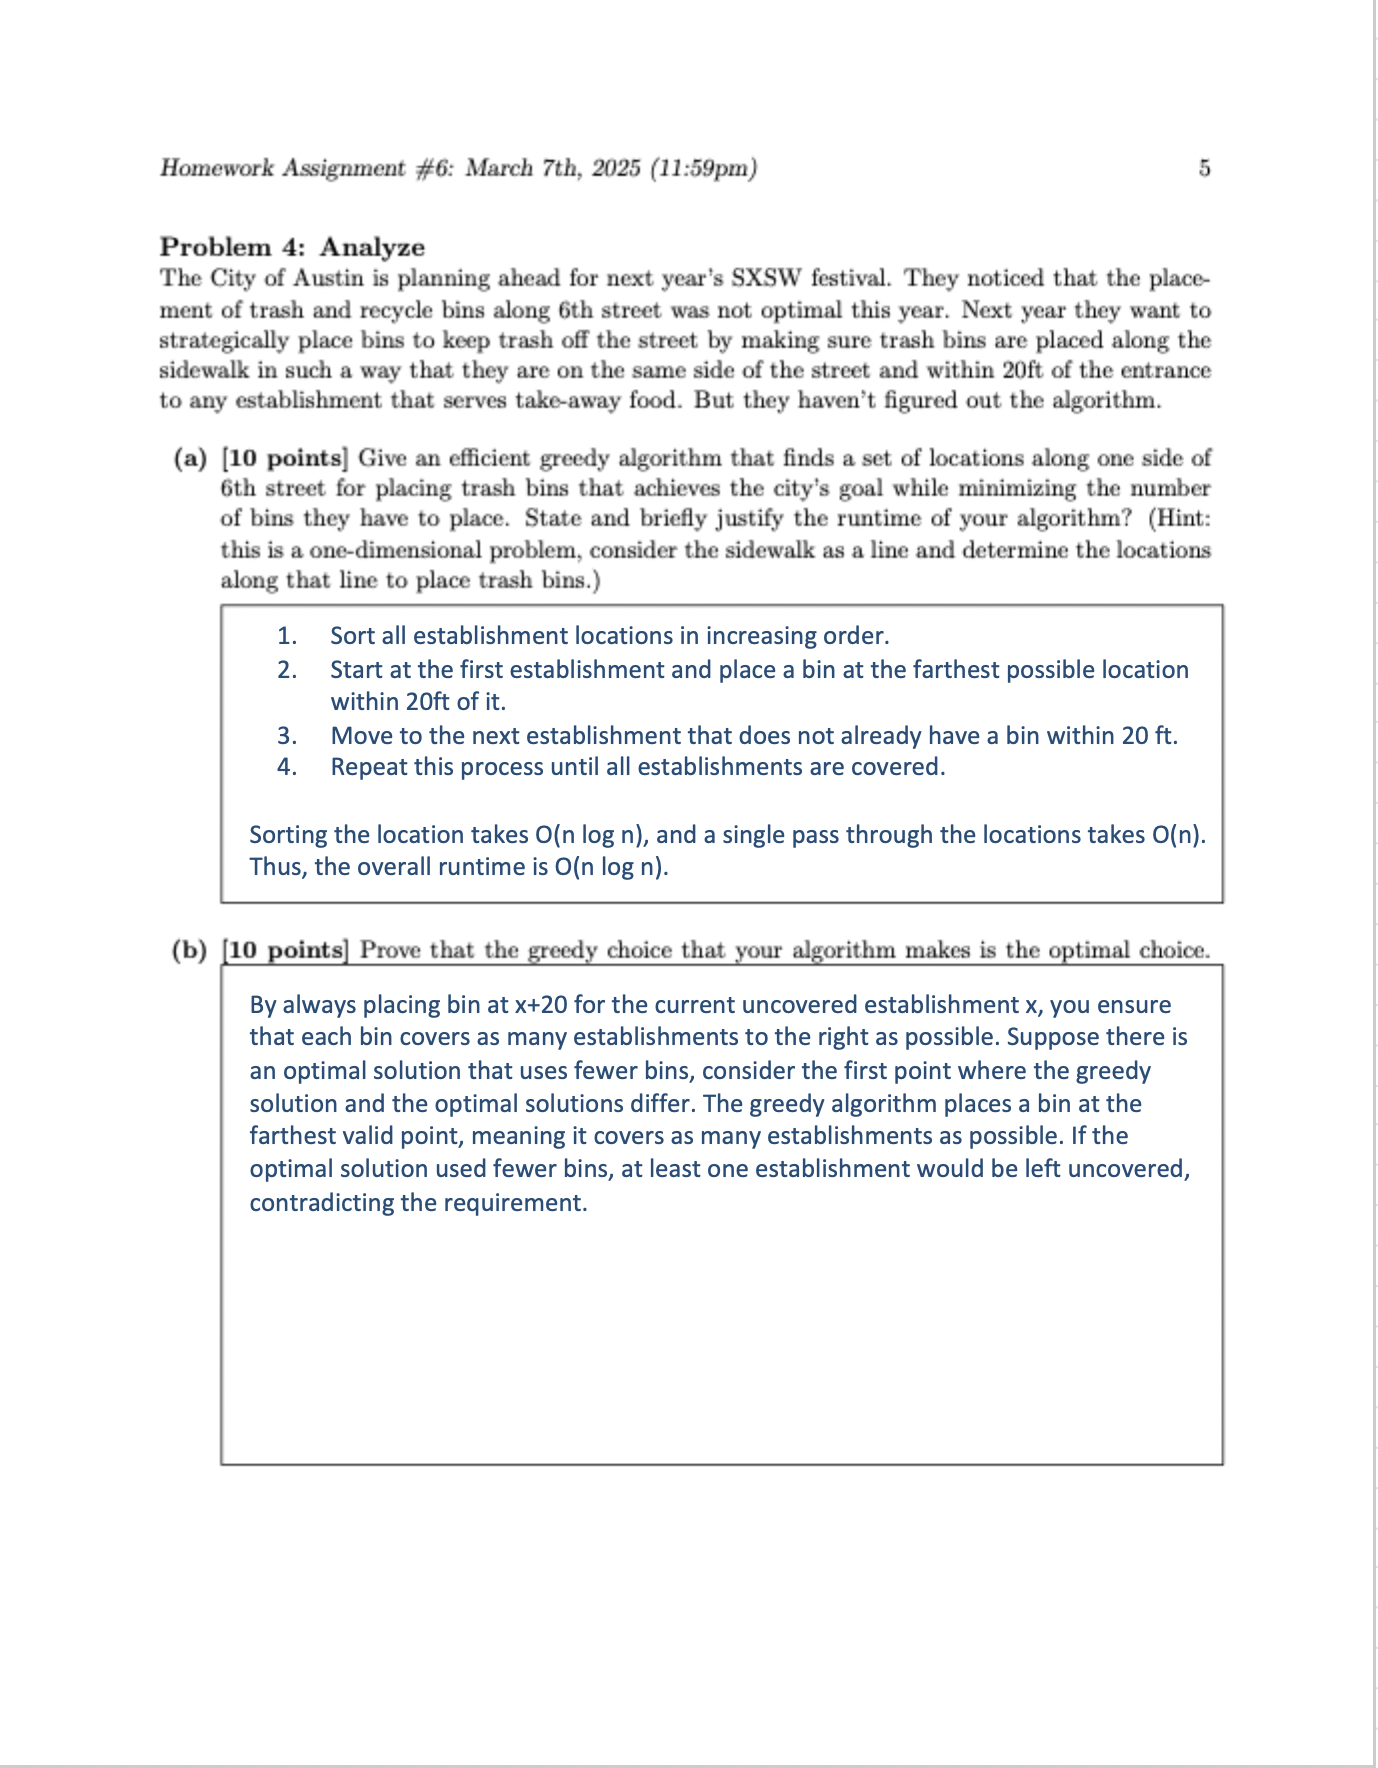 Homework Assignment #6: March 7th, 2025 (11:59pm) 5
Problem 4: Analyze
The City of Austin is planning ahead for next year's SXSW festival. They noticed that the place-
ment of trash and recycle bins along 6th street was not optimal this year. Next year they want to
strategically place bins to keep trash off the street by making sure trash bins are placed along the
sidewalk in such a way that they are on the same side of the street and within 20ft of the entrance
to any establishment that serves take-away food. But they haven't figured out the algorithm.
(a) [10 points] Give an efficient greedy algorithm that finds a set of locations along one side of
6th street for placing trash bins that achieves the city's goal while minimizing the number
of bins they have to place. State and briefly justify the runtime of your algorithm? (Hint:
this is a one-dimensional problem, consider the sidewalk as a line and determine the locations
along that line to place trash bins.)
1. Sort all establishment locations in increasing order.
2. Start at the first establishment and place a bin at the farthest possible location
within 20ft of it.
3. Move to the next establishment that does not already have a bin within 20 ft.
4. Repeat this process until all establishments are covered.
Sorting the location takes O(n log n), and a single pass through the locations takes O(n).
Thus, the overall runtime is O(n log n).
(b) [10 points] Prove that the greedy choice that your algorithm makes is the optimal choice.
By always placing bin at x+20 for the current uncovered establishment x, you ensure
that each bin covers as many establishments to the right as possible. Suppose there is
an optimal solution that uses fewer bins, consider the first point where the greedy
solution and the optimal solutions differ. The greedy algorithm places a bin at the
farthest valid point, meaning it covers as many establishments as possible. If the
optimal solution used fewer bins, at least one establishment would be left uncovered,
contradicting the requirement.